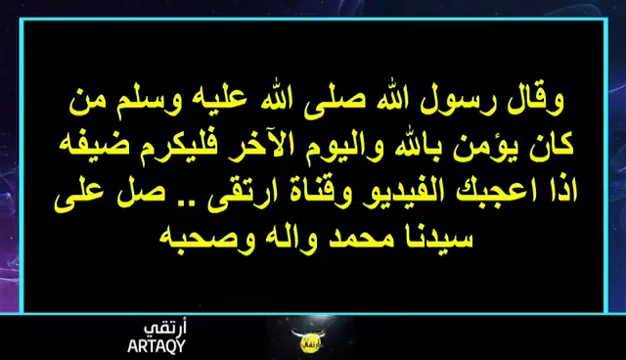 وقال رسول الله صلى الله عليه وسلم من
كان يؤمن بالله واليوم الآخر فليكرم ضيفه
اذا اعجبك الفيديو وقناة ارتقى .. صل على
سيدنا محمد واله وصحبه
أرتقي
ARTAQY